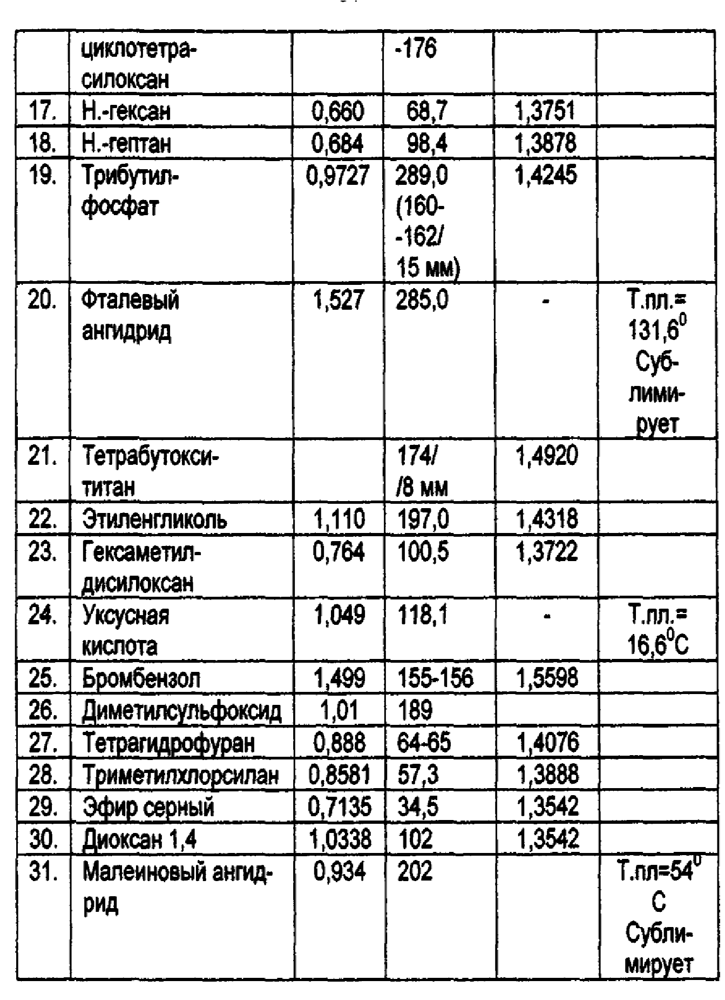 циклотетра- -176
силоксан
17. Н.-гексан 0,660 68,7 1,3751
18. Н.-гептан 0,684 98,4 1,3878
19. Трибутил- 0,9727 289,0 1,4245
фосфат (160-
-162/
15 мм)
20. Фталевый 1,527 285,0 - Т.пл.=
ангидрид 131,6⁰
Суб-
лими-
рует
21. Тетрабутокси- 174/ 1,4920
титан /8 мм
22. Этиленгликоль 1,110 197,0 1,4318
23. Гексаметил- 0,764 100,5 1,3722
дисилоксан
24. Уксусная 1,049 118,1 - Т.пл.=
кислота 16,6⁰С
25. Бромбензол 1,499 155-156 1,5598
26. Диметилсульфоксид 1,01 189
27. Тетрагидрофуран 0,888 64-65 1,4076
28. Триметилхлорсилан 0,8581 57,3 1,3888
29. Эфир серный 0,7135 34,5 1,3542
30. Диоксан 1,4 1,0338 102 1,3542
31. Малеиновый ангид- 0,934 202 Т.пл=54⁰
рид С
Субли-
мирует